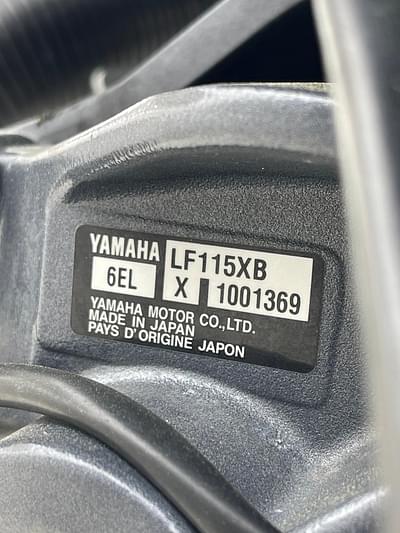 YAMAHA LF115XB
6EL X 1001369
YAMAHA MOTOR CO.,LTD.
MADE IN JAPAN
PAYS D'ORIGINE JAPON